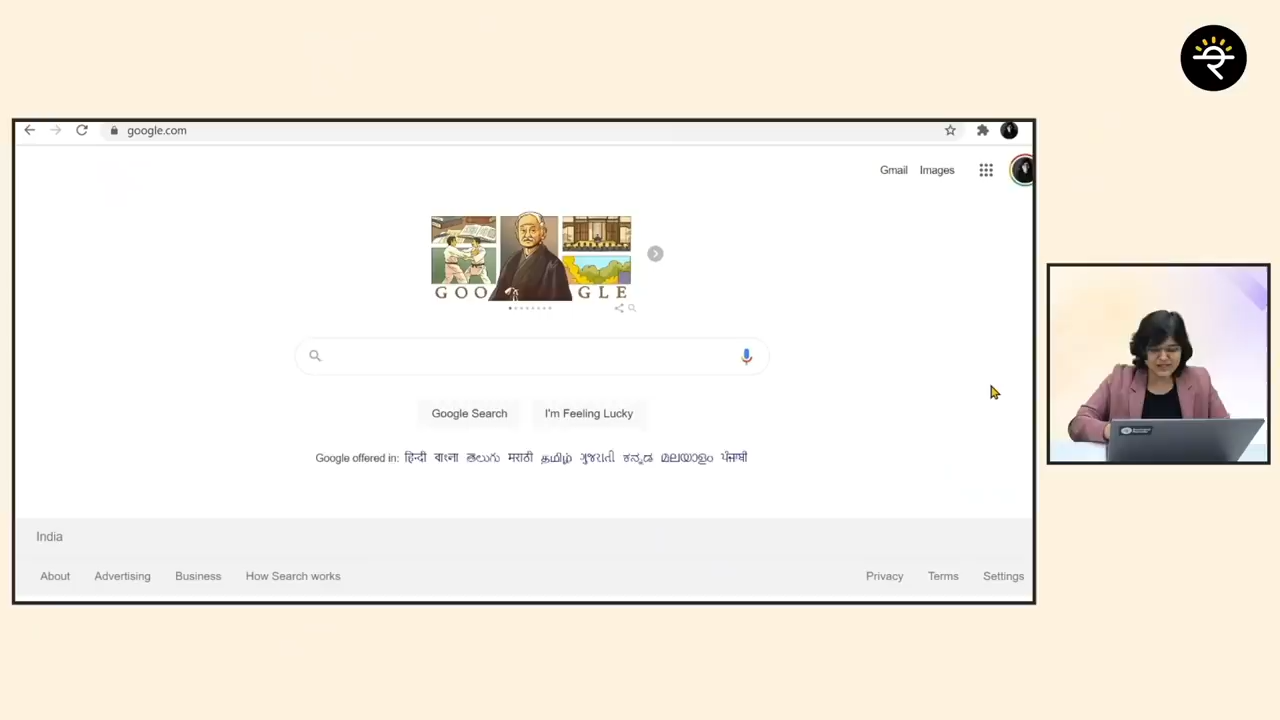 google.com
Gmail Images
GOO GLE
Google Search I'm Feeling Lucky
Google offered in: हिन्दी বাংলা తెలుగు मराठी தமிழ் ગુજરાતી ಕನ್ನಡ മലയാളം ਪੰਜਾਬੀ
India
About Advertising Business How Search works Privacy Terms Settings